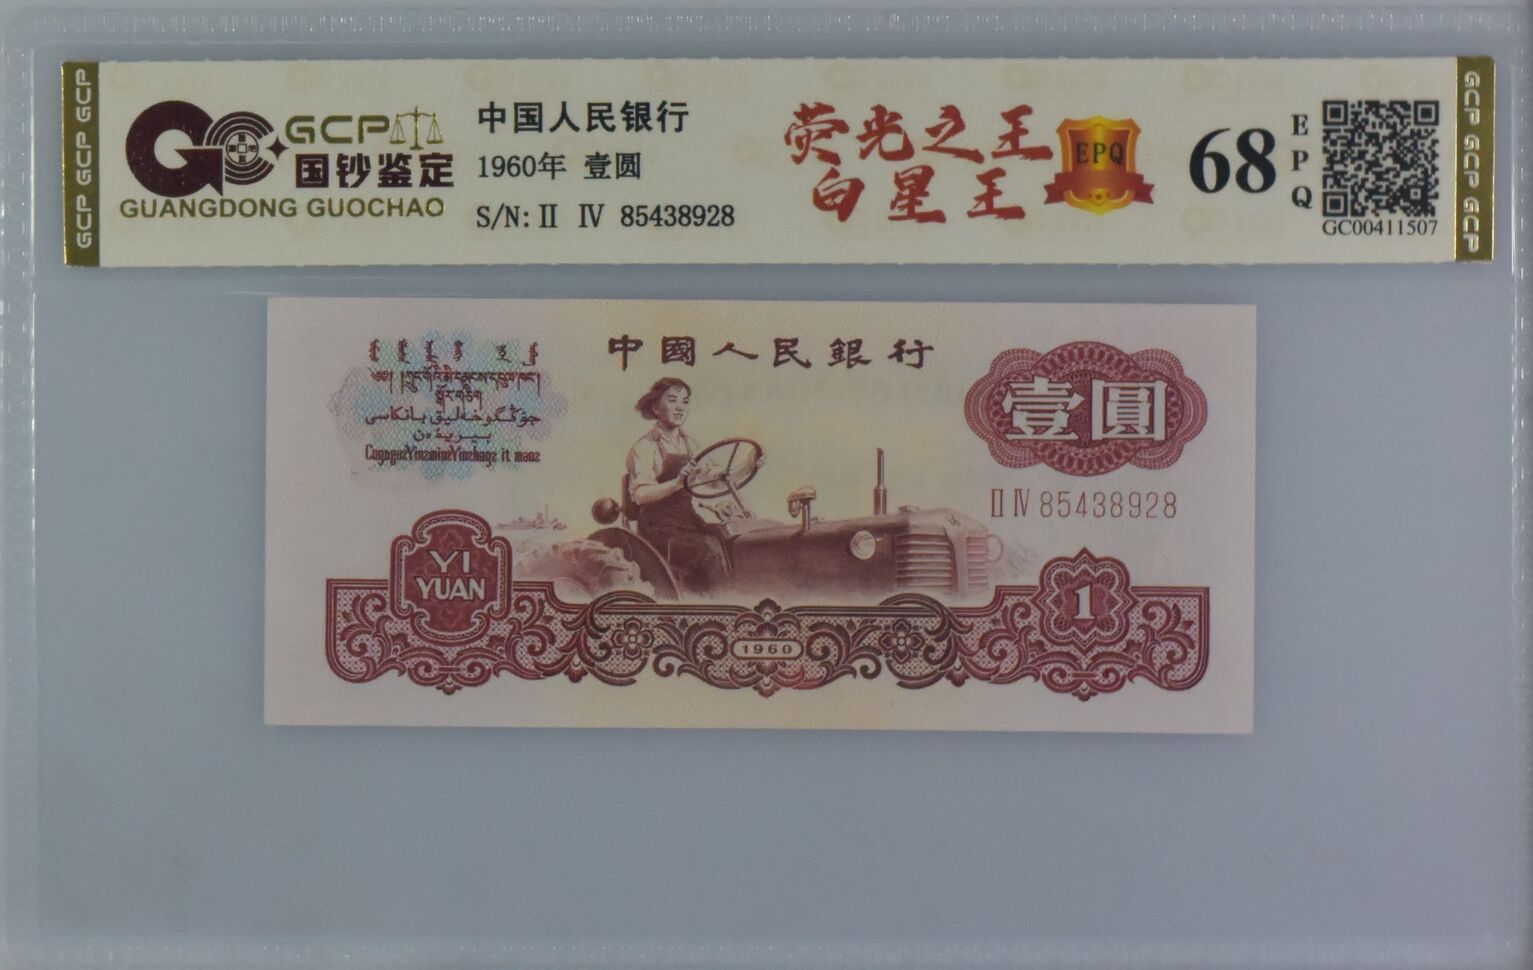 GCP GCP GCP
GCP
国钞鉴定
GUANGDONG GUOCHAO
中国人民银行
1960年 壹圆
S/N: II IV 85438928
荧光之王
白星王
EPQ
68
EPQ
GC00411507
GCP GCP GCP
中國人民銀行
壹圓
II IV 85438928
YI
YUAN
1960
1